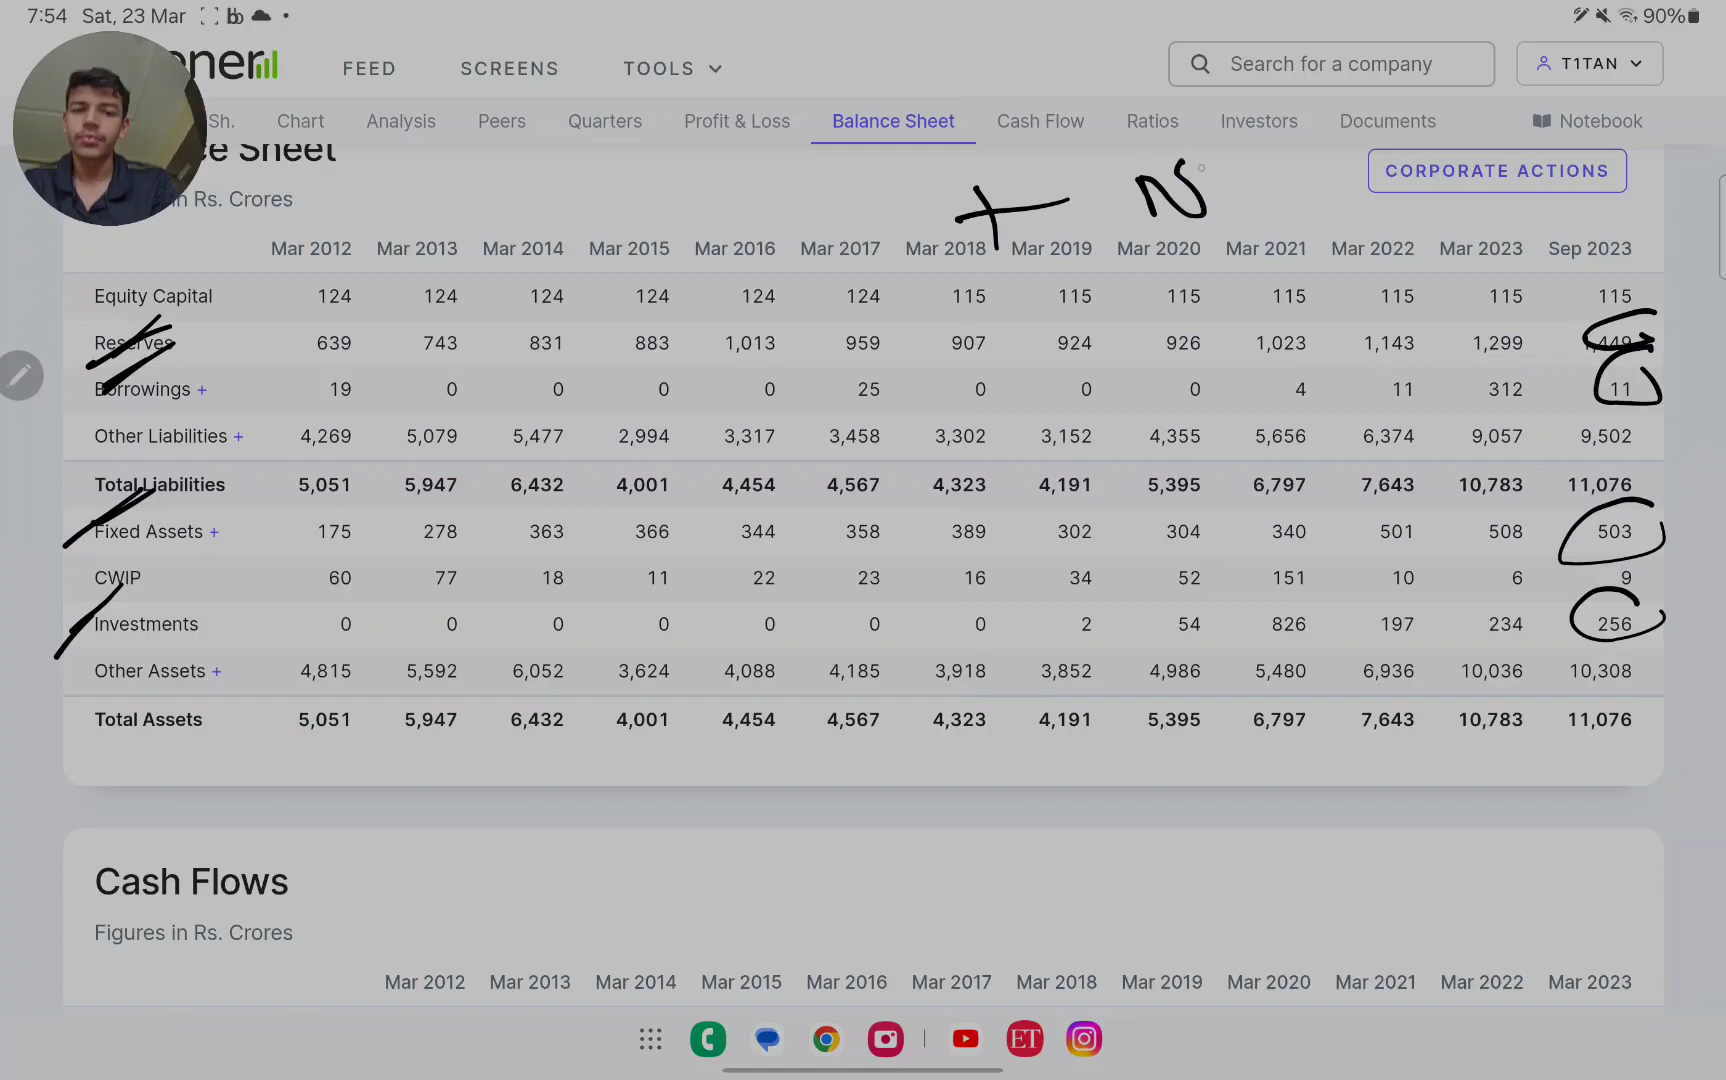 7:54 Sat, 23 Mar 90%
FEED SCREENS TOOLS Search for a company T1TAN
Sh. Chart Analysis Peers Quarters Profit & Loss Balance Sheet Cash Flow Ratios Investors Documents Notebook
Sheet CORPORATE ACTIONS
in Rs. Crores + N
Mar 2012 Mar 2013 Mar 2014 Mar 2015 Mar 2016 Mar 2017 Mar 2018 Mar 2019 Mar 2020 Mar 2021 Mar 2022 Mar 2023 Sep 2023
Equity Capital 124 124 124 124 124 124 115 115 115 115 115 115 115
Reserves 639 743 831 883 1,013 959 907 924 926 1,023 1,143 1,299 1,449
Borrowings + 19 0 0 0 0 25 0 0 0 4 11 312 11
Other Liabilities + 4,269 5,079 5,477 2,994 3,317 3,458 3,302 3,152 4,355 5,656 6,374 9,057 9,502
Total Liabilities 5,051 5,947 6,432 4,001 4,454 4,567 4,323 4,191 5,395 6,797 7,643 10,783 11,076
Fixed Assets + 175 278 363 366 344 358 389 302 304 340 501 508 503
CWIP 60 77 18 11 22 23 16 34 52 151 10 6 9
Investments 0 0 0 0 0 0 0 2 54 826 197 234 256
Other Assets + 4,815 5,592 6,052 3,624 4,088 4,185 3,918 3,852 4,986 5,480 6,936 10,036 10,308
Total Assets 5,051 5,947 6,432 4,001 4,454 4,567 4,323 4,191 5,395 6,797 7,643 10,783 11,076
Cash Flows
Figures in Rs. Crores
Mar 2012 Mar 2013 Mar 2014 Mar 2015 Mar 2016 Mar 2017 Mar 2018 Mar 2019 Mar 2020 Mar 2021 Mar 2022 Mar 2023
ET